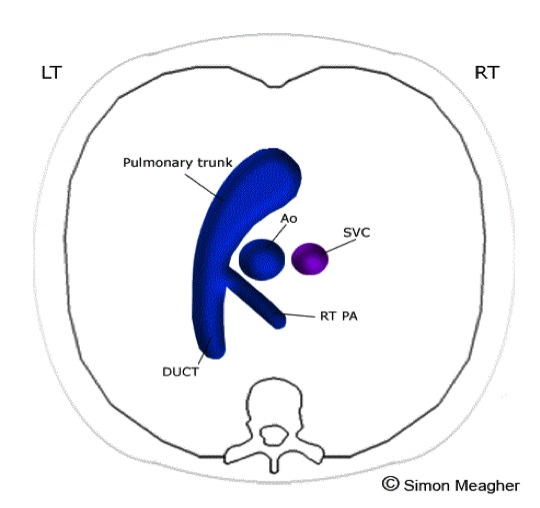 LT
RT
Pulmonary trunk
Ao
SVC
RT PA
DUCT
© Simon Meagher